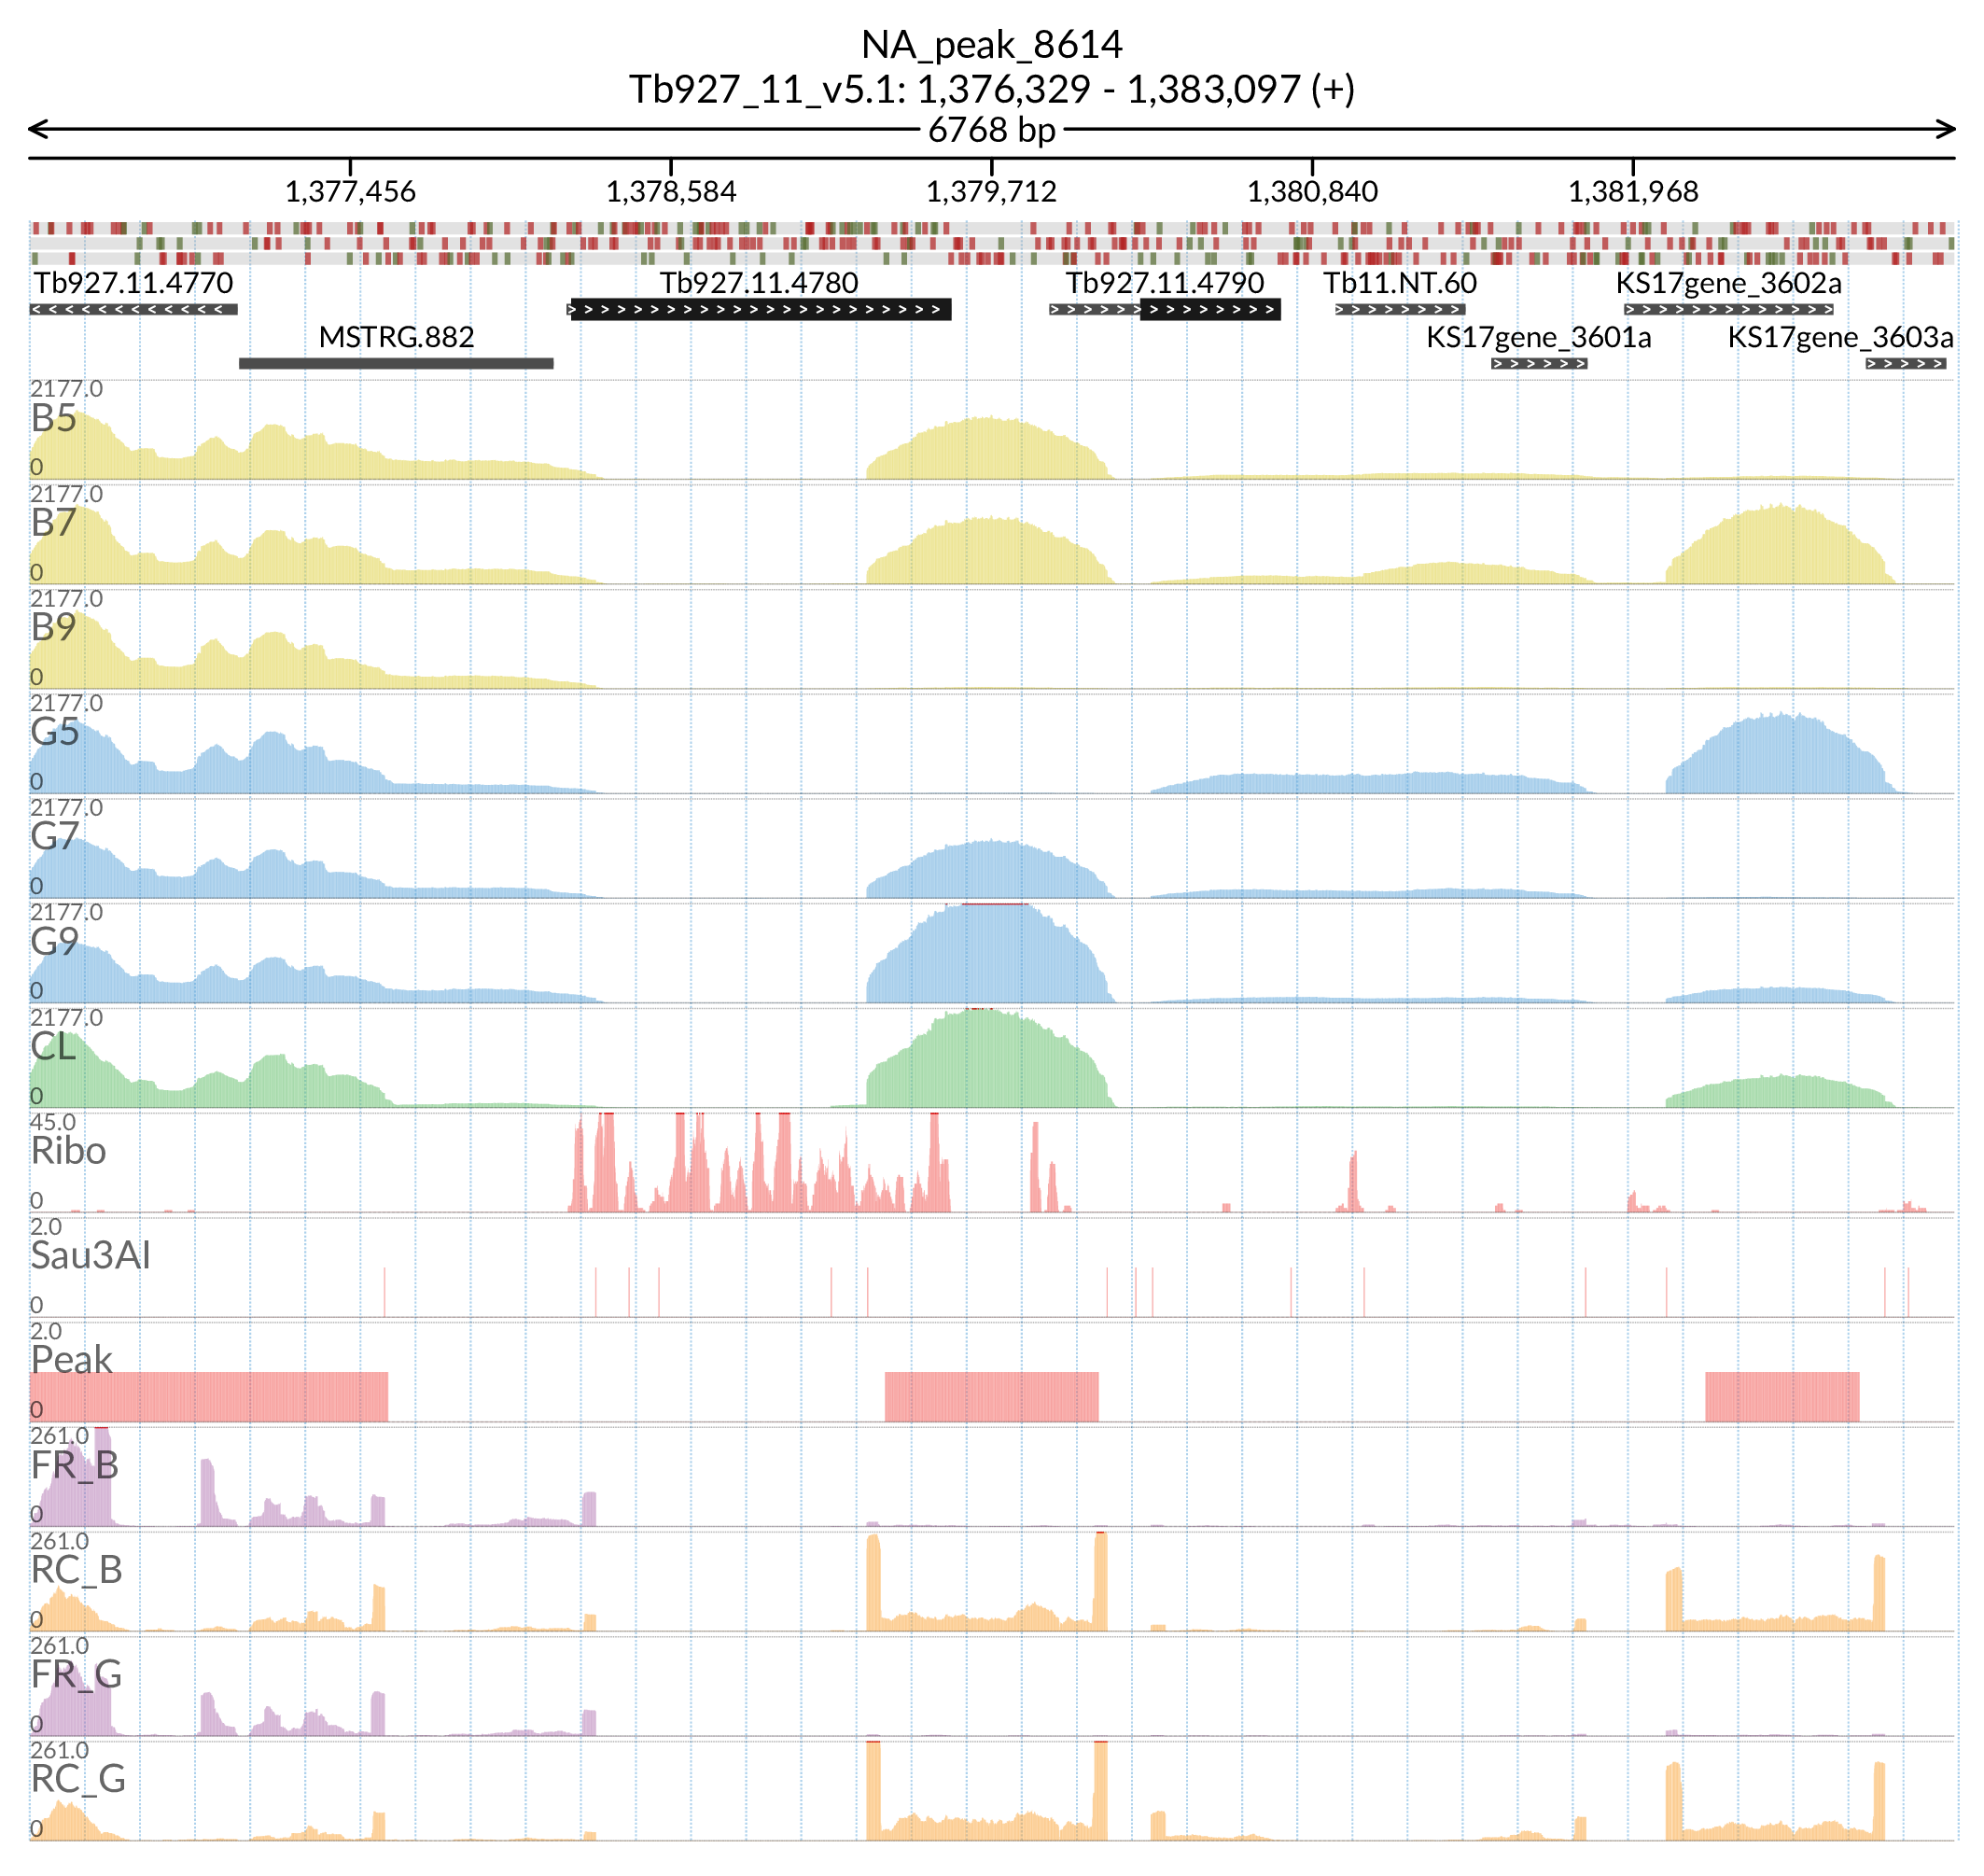 NA_peak_8614
Tb927_11_v5.1: 1,376,329 - 1,383,097 (+)
6768 bp
1,377,456 1,378,584 1,379,712 1,380,840 1,381,968
Tb927.11.4770 Tb927.11.4780 Tb927.11.4790 Tb11.NT.60 KS17gene_3602a
MSTRG.882 KS17gene_3601a KS17gene_3603a
2177.0
B5
0
2177.0
B7
0
2177.0
B9
0
2177.0
G5
0
2177.0
G7
0
2177.0
G9
0
2177.0
CL
0
45.0
Ribo
0
2.0
Sau3AI
0
2.0
Peak
0
261.0
FR_B
0
261.0
RC_B
0
261.0
FR_G
0
261.0
RC_G
0